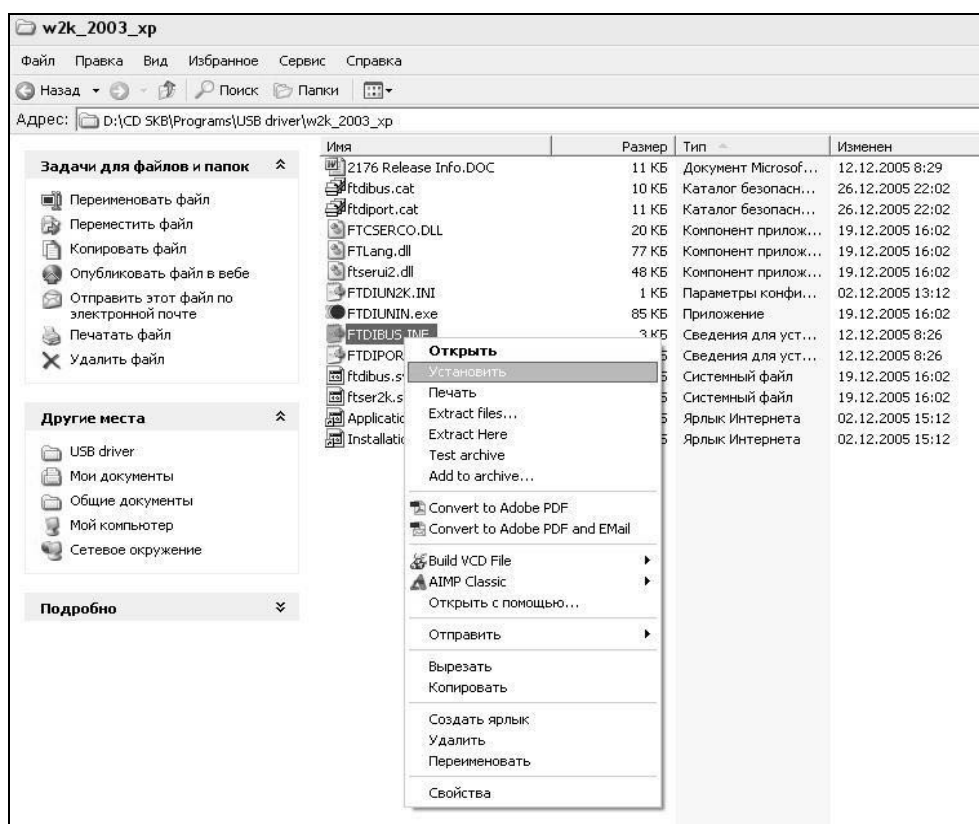 w2k_2003_xp
Файл Правка Вид Избранное Сервис Справка
Назад Поиск Папки
Адрес: D:\CD SKB\Programs\USB driver\w2k_2003_xp
Имя Размер Тип Изменен
2176 Release Info.DOC 11 КБ Документ Microsof... 12.12.2005 8:29
ftdibus.cat 10 КБ Каталог безопасн... 26.12.2005 22:02
ftdiport.cat 11 КБ Каталог безопасн... 26.12.2005 22:02
FTCSERCO.DLL 20 КБ Компонент прилож... 19.12.2005 16:02
FTLang.dll 77 КБ Компонент прилож... 19.12.2005 16:02
ftserui2.dll 48 КБ Компонент прилож... 19.12.2005 16:02
FTDIUN2K.INI 1 КБ Параметры конфи... 02.12.2005 13:12
FTDIUNIN.exe 85 КБ Приложение 19.12.2005 16:02
FTDIBUS.INF 3 КБ Сведения для уст... 12.12.2005 8:26
FTDIPOR Б Сведения для уст... 12.12.2005 8:26
ftdibus.s Б Системный файл 19.12.2005 16:02
ftser2k.s Б Системный файл 19.12.2005 16:02
Applicatic Б Ярлык Интернета 02.12.2005 15:12
Installatic Б Ярлык Интернета 02.12.2005 15:12
Задачи для файлов и папок
Переименовать файл
Переместить файл
Копировать файл
Опубликовать файл в вебе
Отправить этот файл по
электронной почте
Печатать файл
Удалить файл
Другие места
USB driver
Мои документы
Общие документы
Мой компьютер
Сетевое окружение
Подробно
Открыть
Установить
Печать
Extract files...
Extract Here
Test archive
Add to archive...
Convert to Adobe PDF
Convert to Adobe PDF and EMail
Build VCD File
AIMP Classic
Открыть с помощью...
Отправить
Вырезать
Копировать
Создать ярлык
Удалить
Переименовать
Свойства